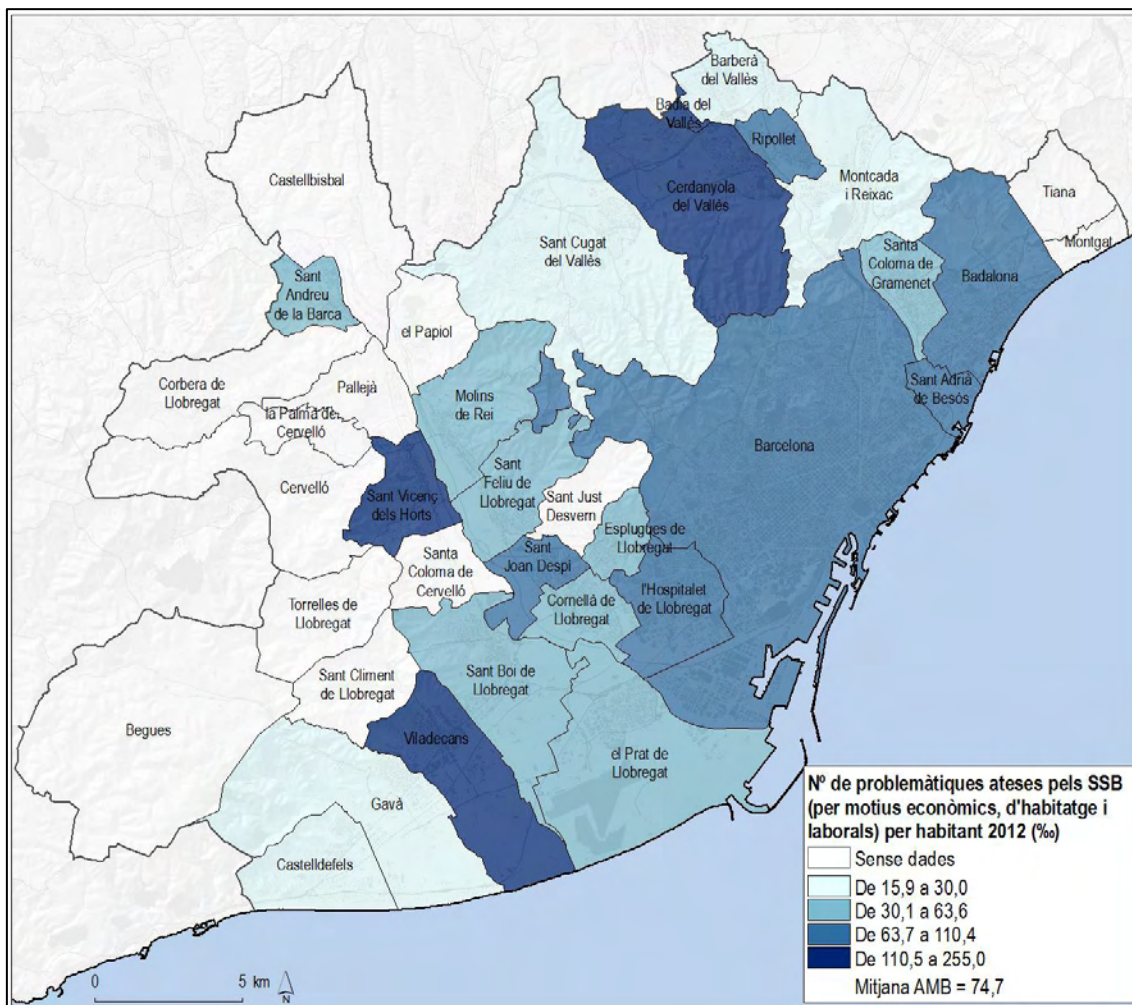 Barberà
del Vallès
Badia del
Vallès
Ripollet
Castellbisbal
Cerdanyola
del Vallès
Montcada
i Reixac
Tiana
Montgat
Sant Cugat
del Vallès
Santa
Coloma de
Gramenet
Badalona
Sant
Andreu
de la Barca
el Papiol
Corbera de
Llobregat
Pallejà
Molins
de Rei
Sant Adrià
de Besòs
la Palma de
Cervelló
Barcelona
Cervelló
Sant Vicenç
dels Horts
Sant
Feliu de
Llobregat
Sant Just
Desvern
Esplugues de
Llobregat
Santa
Coloma de
Cervelló
Sant
Joan Despí
l'Hospitalet
de Llobregat
Torrelles de
Llobregat
Cornellà de
Llobregat
Sant Climent
de Llobregat
Sant Boi de
Llobregat
Begues
Viladecans
el Prat de
Llobregat
Gavà
Castelldefels
Nº de problemàtiques ateses pels SSB
(per motius econòmics, d'habitatge i
laborals) per habitant 2012 (‰)
Sense dades
De 15,9 a 30,0
De 30,1 a 63,6
De 63,7 a 110,4
De 110,5 a 255,0
Mitjana AMB = 74,7
0 5 km
N